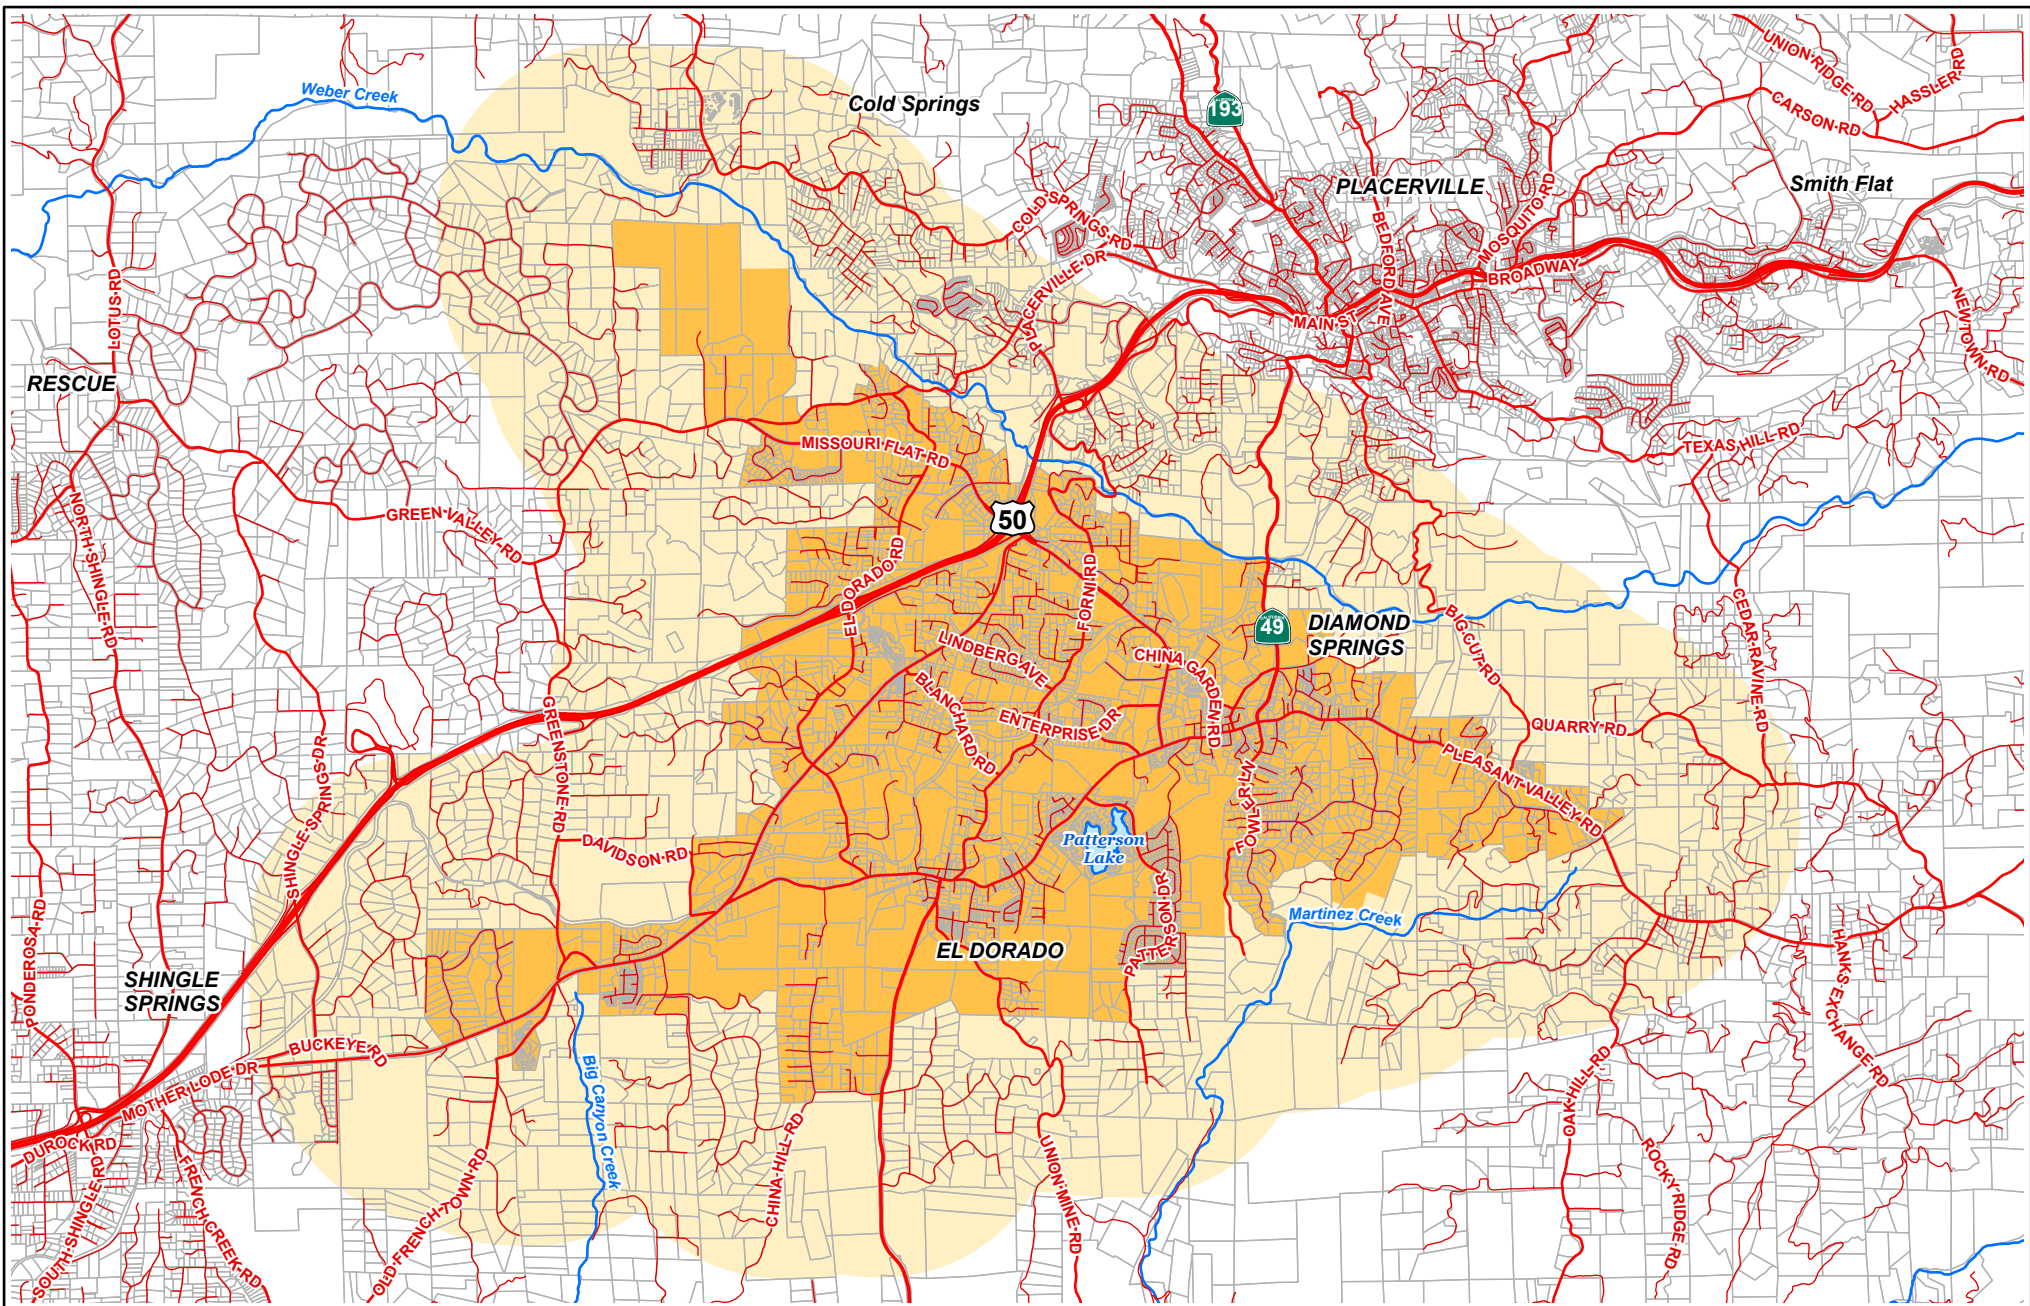 UNION RIDGE RD
HASSLER RD
CARSON RD
Weber Creek
Cold Springs
193
PLACERVILLE
Smith Flat
COLD SPRINGS RD
MOSQUITO RD
BEDFORD AVE
PLACERVILLE DR
BROADWAY
LOTUS RD
MAIN ST
NEWTOWN RD
RESCUE
MISSOURI FLAT RD
TEXAS HILL RD
NORTH SHINGLE RD
GREEN VALLEY RD
50
EL DORADO RD
FORNI RD
CEDAR RAVINE RD
49
DIAMOND
SPRINGS
BIG CUT RD
LINDBERG AVE
CHINA GARDEN RD
BLANCHARD RD
ENTERPRISE DR
QUARRY RD
GREENSTONE RD
SHINGLE SPRINGS DR
PLEASANT VALLEY RD
FOWLER LN
DAVIDSON RD
Patterson
Lake
PATTERSON DR
Martinez Creek
PONDEROSA RD
EL DORADO
HANKS EXCHANGE RD
SHINGLE
SPRINGS
BUCKEYE RD
MOTHER LODE DR
Big Canyon Creek
OAK HILL RD
DUROCK RD
CHINA HILL RD
UNION MINE RD
ROCKY RIDGE RD
OLD FRENCH TOWN RD
FRENCH CREEK RD
SOUTH SHINGLE RD